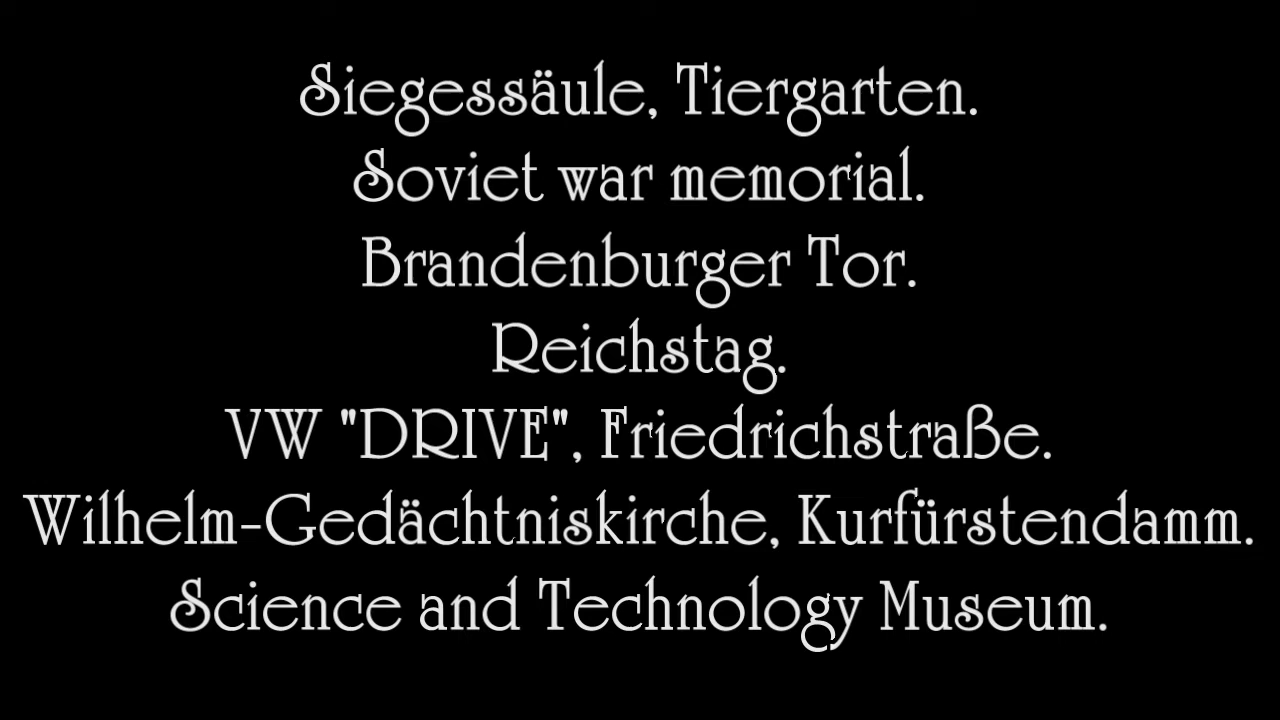 Siegessäule, Tiergarten.
Soviet war memorial.
Brandenburger Tor.
Reichstag.
VW "DRIVE", Friedrichstraße.
Wilhelm-Gedächtniskirche, Kurfürstendamm.
Science and Technology Museum.